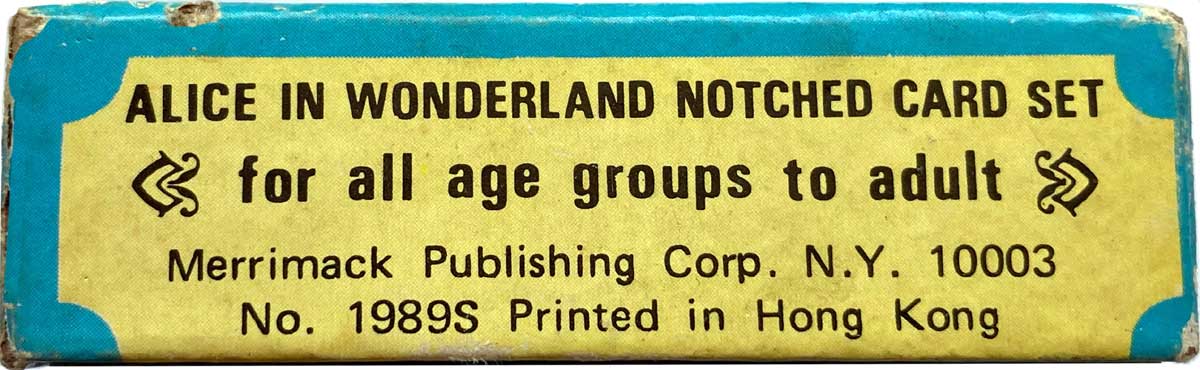 ALICE IN WONDERLAND NOTCHED CARD SET
for all age groups to adult
Merrimack Publishing Corp. N.Y. 10003
No. 1989S Printed in Hong Kong